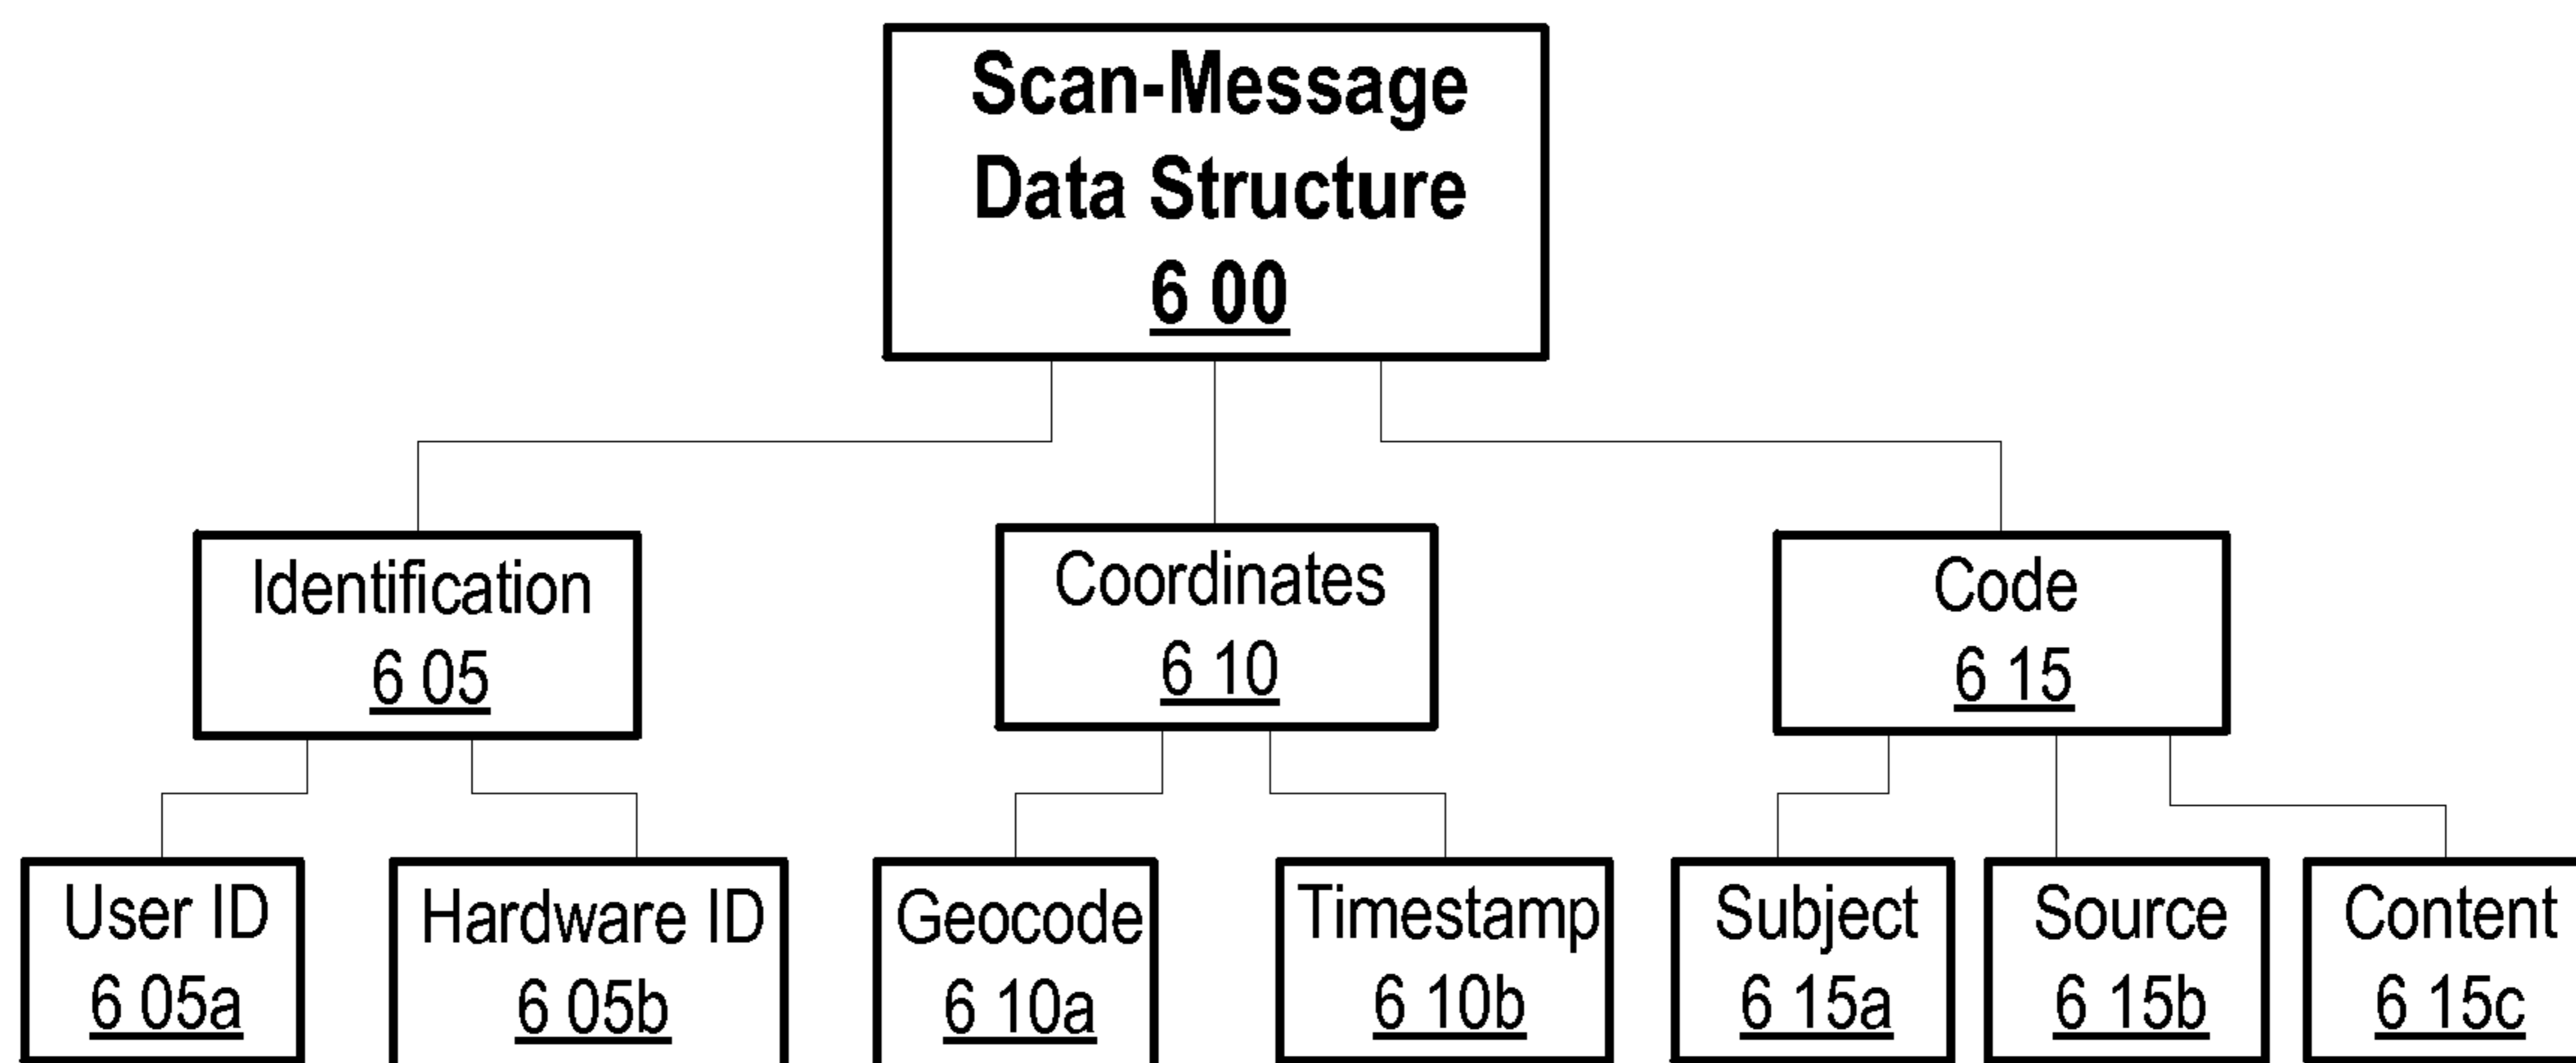 Scan-Message
Data Structure
6 00
Identification
6 05
Coordinates
6 10
Code
6 15
User ID
6 05a
Hardware ID
6 05b
Geocode
6 10a
Timestamp
6 10b
Subject
6 15a
Source
6 15b
Content
6 15c